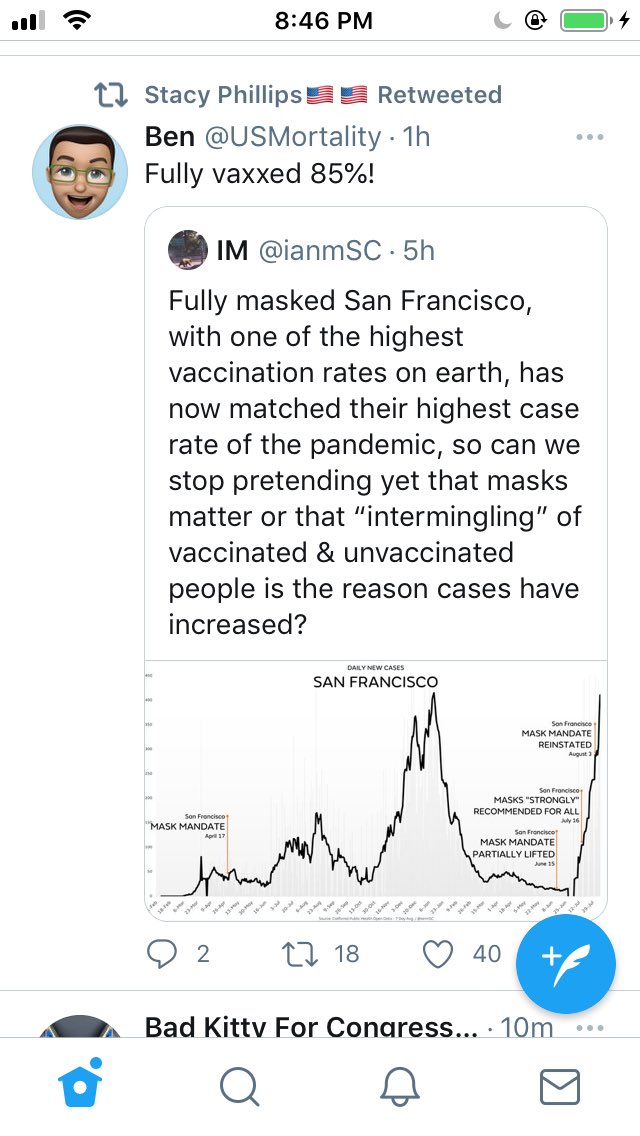 8:46 PM
Stacy Phillips🇺🇸 🇺🇸 Retweeted
Ben @USMortality · 1h
Fully vaxxed 85%!
IM @ianmSC · 5h
Fully masked San Francisco,
with one of the highest
vaccination rates on earth, has
now matched their highest case
rate of the pandemic, so can we
stop pretending yet that masks
matter or that “intermingling” of
vaccinated & unvaccinated
people is the reason cases have
increased?
DAILY NEW CASES
SAN FRANCISCO
San Francisco
MASK MANDATE
REINSTATED
August 3
San Francisco
MASKS "STRONGLY"
RECOMMENDED FOR ALL
July 16
San Francisco
MASK MANDATE
April 17
San Francisco
MASK MANDATE
PARTIALLY LIFTED
June 15
2
18
40
Bad Kitty For Congress... · 10m